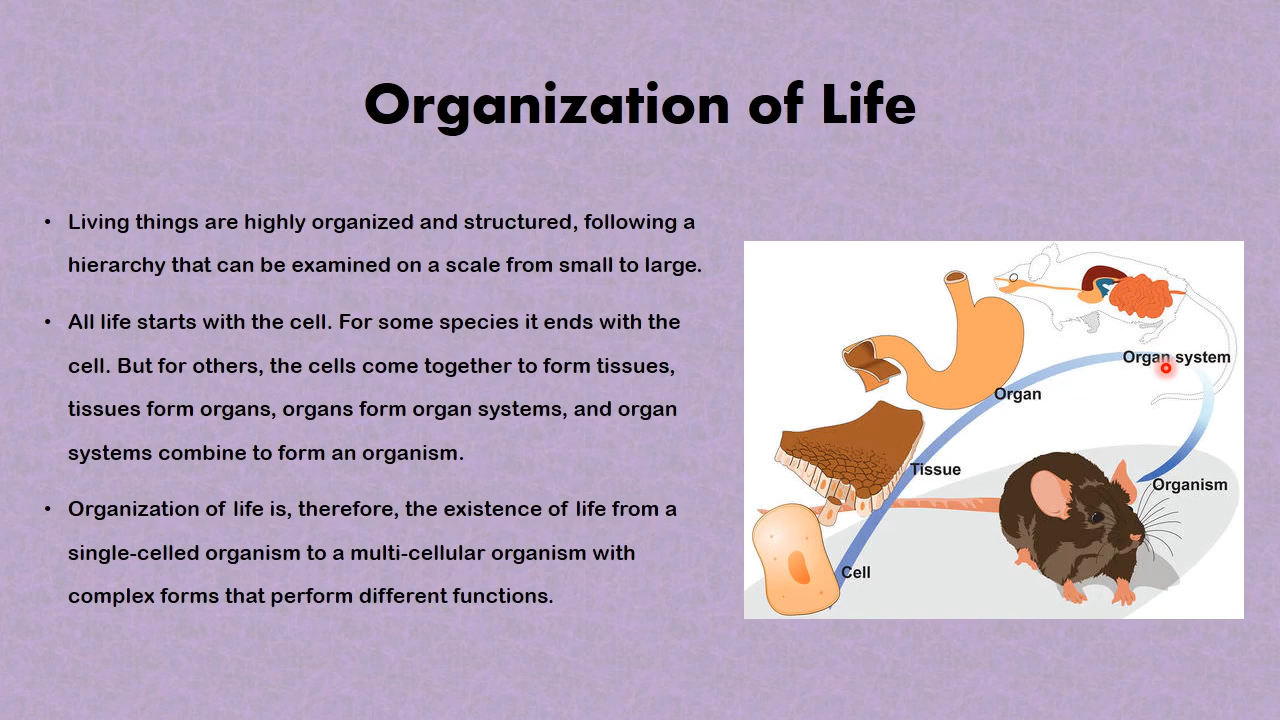 Organization of Life
• Living things are highly organized and structured, following a
hierarchy that can be examined on a scale from small to large.
• All life starts with the cell. For some species it ends with the
cell. But for others, the cells come together to form tissues,
tissues form organs, organs form organ systems, and organ
systems combine to form an organism.
• Organization of life is, therefore, the existence of life from a
single-celled organism to a multi-cellular organism with
complex forms that perform different functions.
Organ system
Organ
Tissue
Organism
Cell